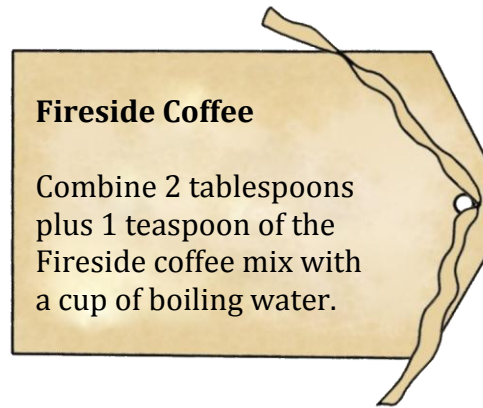 Fireside Coffee
Combine 2 tablespoons
plus 1 teaspoon of the
Fireside coffee mix with
a cup of boiling water.